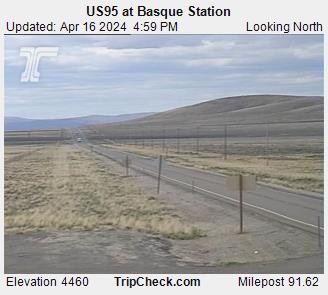 US95 at Basque Station
Updated: Apr 16 2024 4:59 PM Looking North
Elevation 4460 TripCheck.com Milepost 91.62